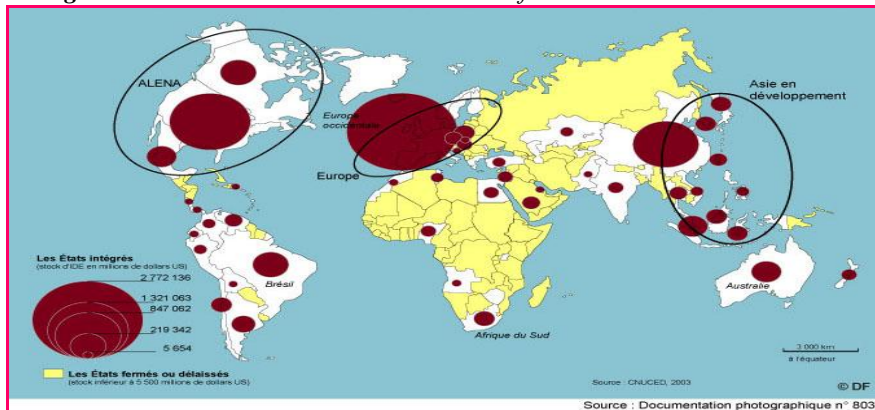 ALENA
Europe
occidentale
Europe
Asie en
développement
Les États intégrés
(stock d'IDE en millions de dollars US)
2 772 136
1 321 063
847 062
219 342
5 654
Brésil
Afrique du Sud
Australie
3 000 km
à l'équateur
Les États fermés ou délaissés
(stock inférieur à 5 500 millions de dollars US)
Source : CNUCED, 2003
© DF
Source : Documentation photographique n° 803